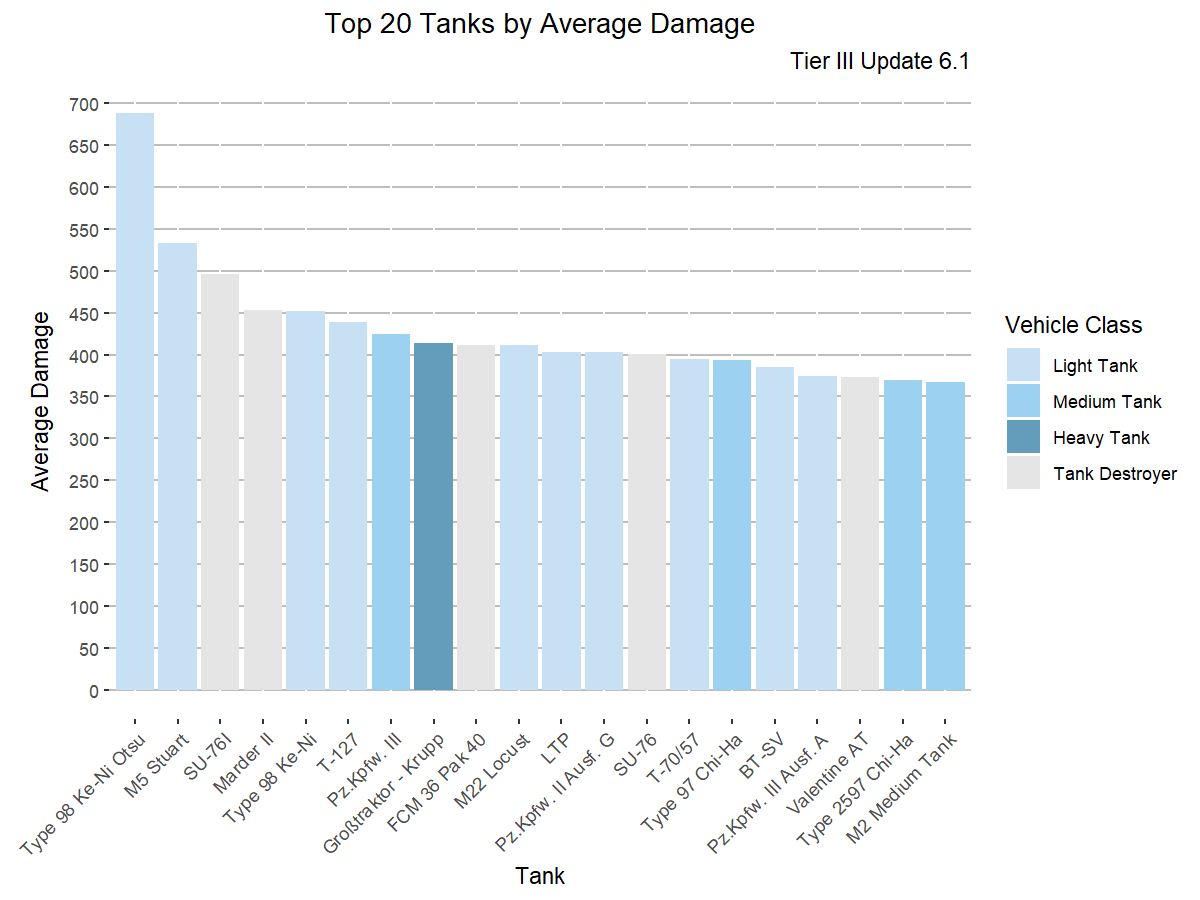 Top 20 Tanks by Average Damage
Tier III Update 6.1
Average Damage
700
650
600
550
500
450
400
350
300
250
200
150
100
50
0
Type 98 Ke-Ni Otsu
M5 Stuart
SU-76I
Marder II
Type 98 Ke-Ni
T-127
Pz.Kpfw. III
Großtraktor - Krupp
FCM 36 Pak 40
M22 Locust
LTP
Pz.Kpfw. II Ausf. G
SU-76
T-70/57
Type 97 Chi-Ha
BT-SV
Pz.Kpfw. III Ausf. A
Valentine AT
Type 2597 Chi-Ha
M2 Medium Tank
Tank
Vehicle Class
Light Tank
Medium Tank
Heavy Tank
Tank Destroyer